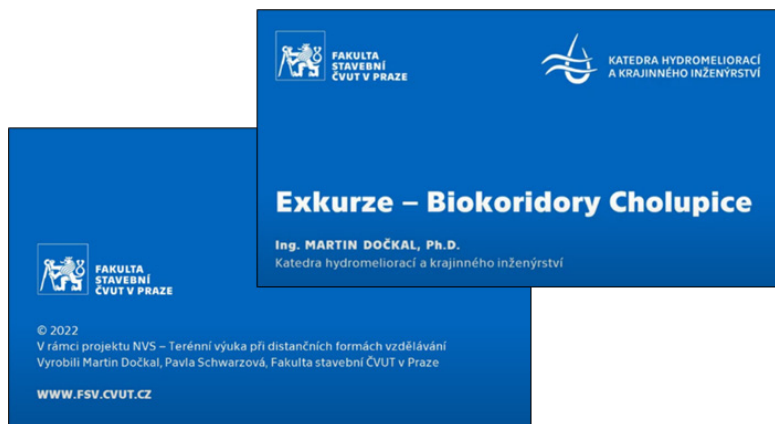 FAKULTA
STAVEBNÍ
ČVUT V PRAZE
KATEDRA HYDROMELIORACÍ
A KRAJINNÉHO INŽENÝRSTVÍ
Exkurze – Biokoridory Cholupice
Ing. MARTIN DOČKAL, Ph.D.
Katedra hydromeliorací a krajinného inženýrství
FAKULTA
STAVEBNÍ
ČVUT V PRAZE
© 2022
V rámci projektu NVS – Terénní výuka při distančních formách vzdělávání
Vyrobili Martin Dočkal, Pavla Schwarzová, Fakulta stavební ČVUT v Praze
WWW.FSV.CVUT.CZ